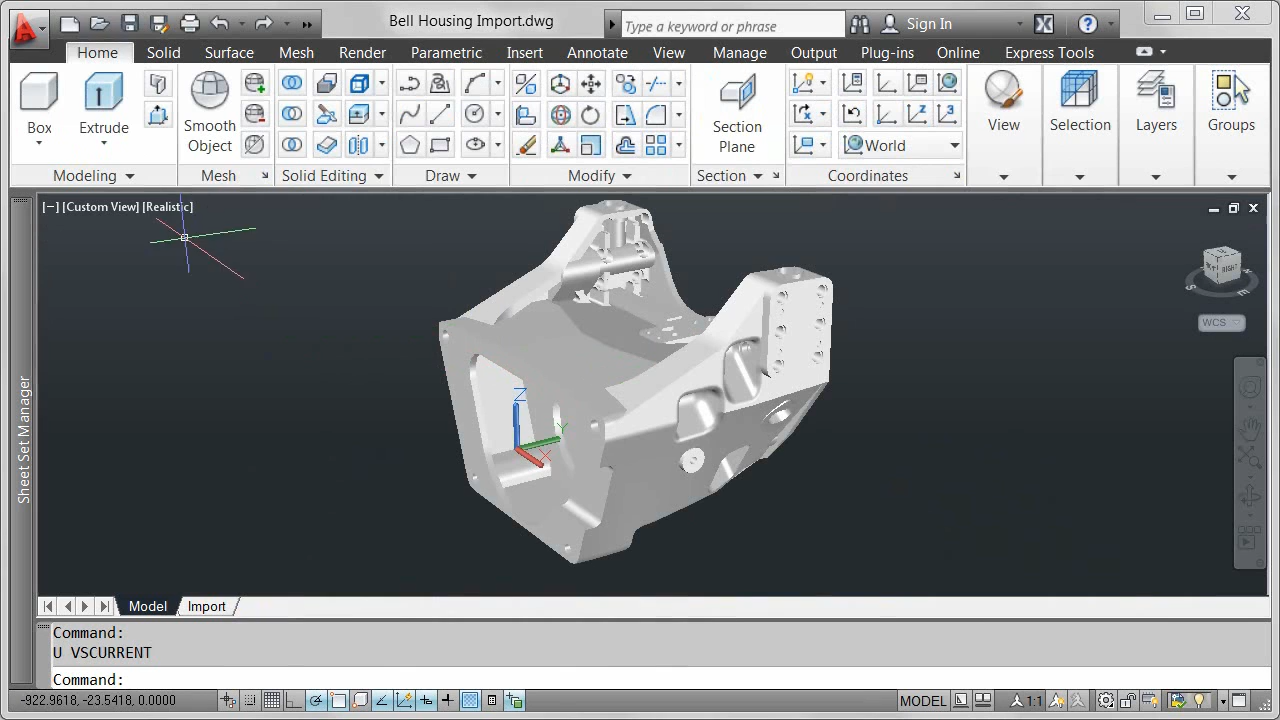 Bell Housing Import.dwg
Type a keyword or phrase
Sign In
Home Solid Surface Mesh Render Parametric Insert Annotate View Manage Output Plug-ins Online Express Tools
Box
Extrude
Smooth
Object
Section
Plane
World
View
Selection
Layers
Groups
Modeling
Mesh
Solid Editing
Draw
Modify
Section
Coordinates
[−] [Custom View] [Realistic]
RIGHT
S
E
WCS
Z
Y
X
Sheet Set Manager
Model
Import
Command:
U VSCURRENT
Command:
-922.9618, -23.5418, 0.0000
MODEL
1:1